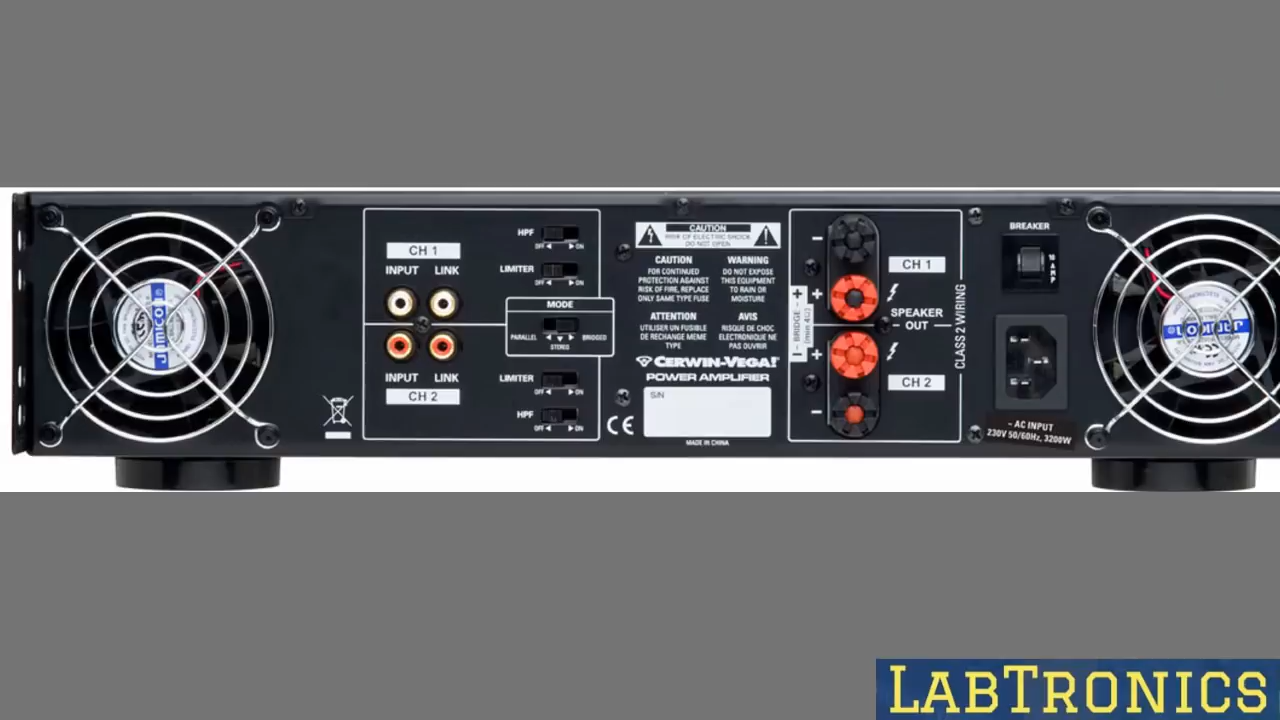 CAUTION
RISK OF ELECTRIC SHOCK
DO NOT OPEN
CAUTION
FOR CONTINUED
PROTECTION AGAINST
RISK OF FIRE, REPLACE
ONLY SAME TYPE FUSE
WARNING
DO NOT EXPOSE
THIS EQUIPMENT
TO RAIN OR
MOISTURE
ATTENTION
UTILISER UN FUSIBLE
DE RECHANGE MEME
TYPE
AVIS
RISQUE DE CHOC
ELECTRONIQUE NE
PAS OUVRIR
CERWIN-VEGA!
POWER AMPLIFIER
S/N
CE
MADE IN CHINA
JAMICON
CH 1
INPUT LINK
INPUT LINK
CH 2
HPF
OFF ON
LIMITER
OFF ON
MODE
PARALLEL BRIDGED
STEREO
LIMITER
OFF ON
HPF
OFF ON
− BRIDGE +
(min 4Ω)
−
+
+
−
CH 1
SPEAKER
OUT
CH 2
CLASS 2 WIRING
BREAKER
AMP
~ AC INPUT
230V 50/60Hz, 3200W
JAMICON
LABTRONICS